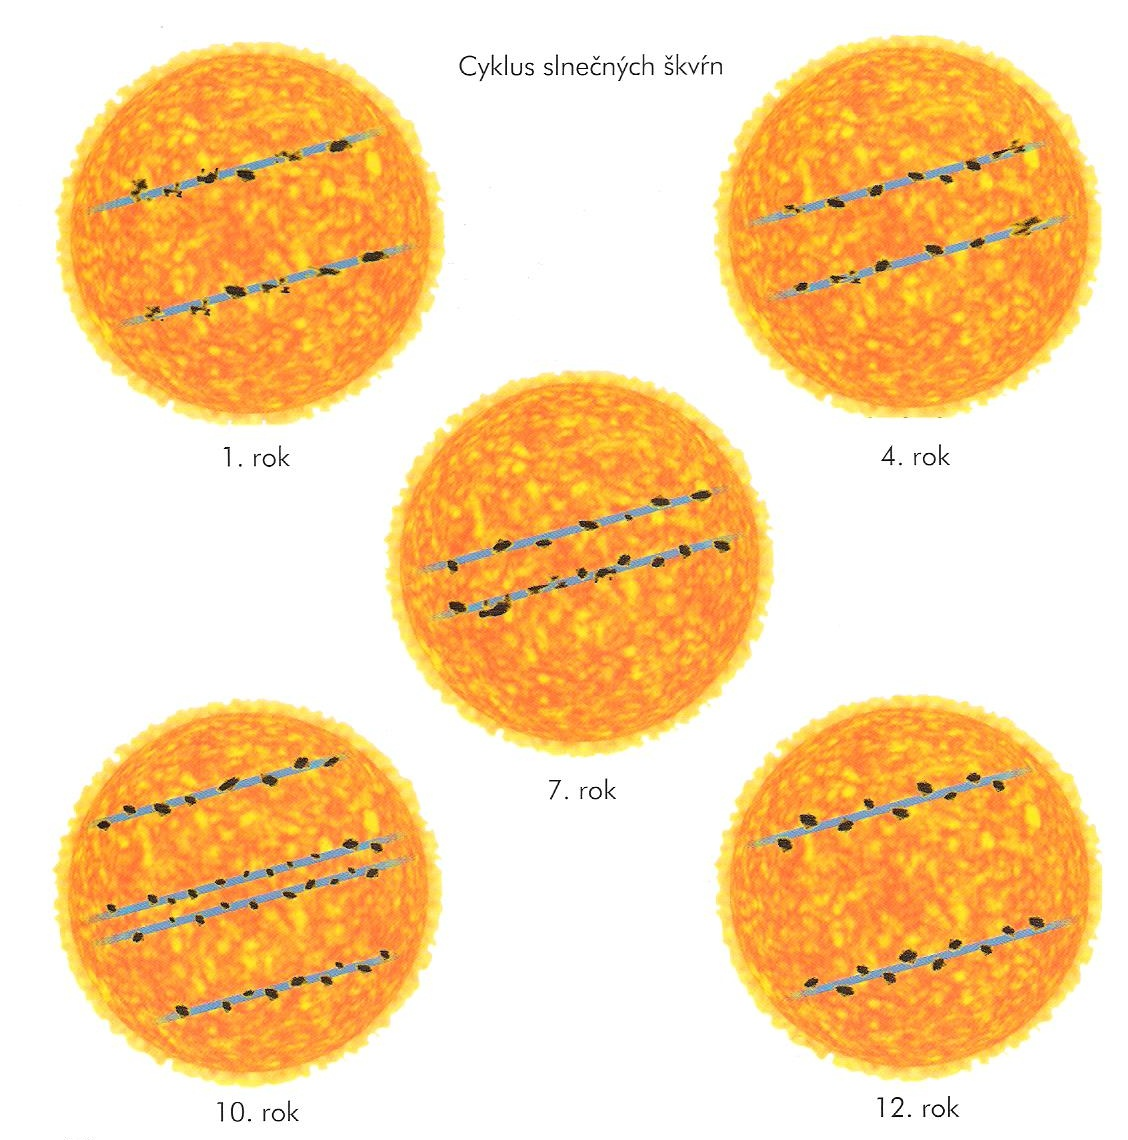 Cyklus slnečných škvŕn
1. rok
4. rok
7. rok
10. rok
12. rok